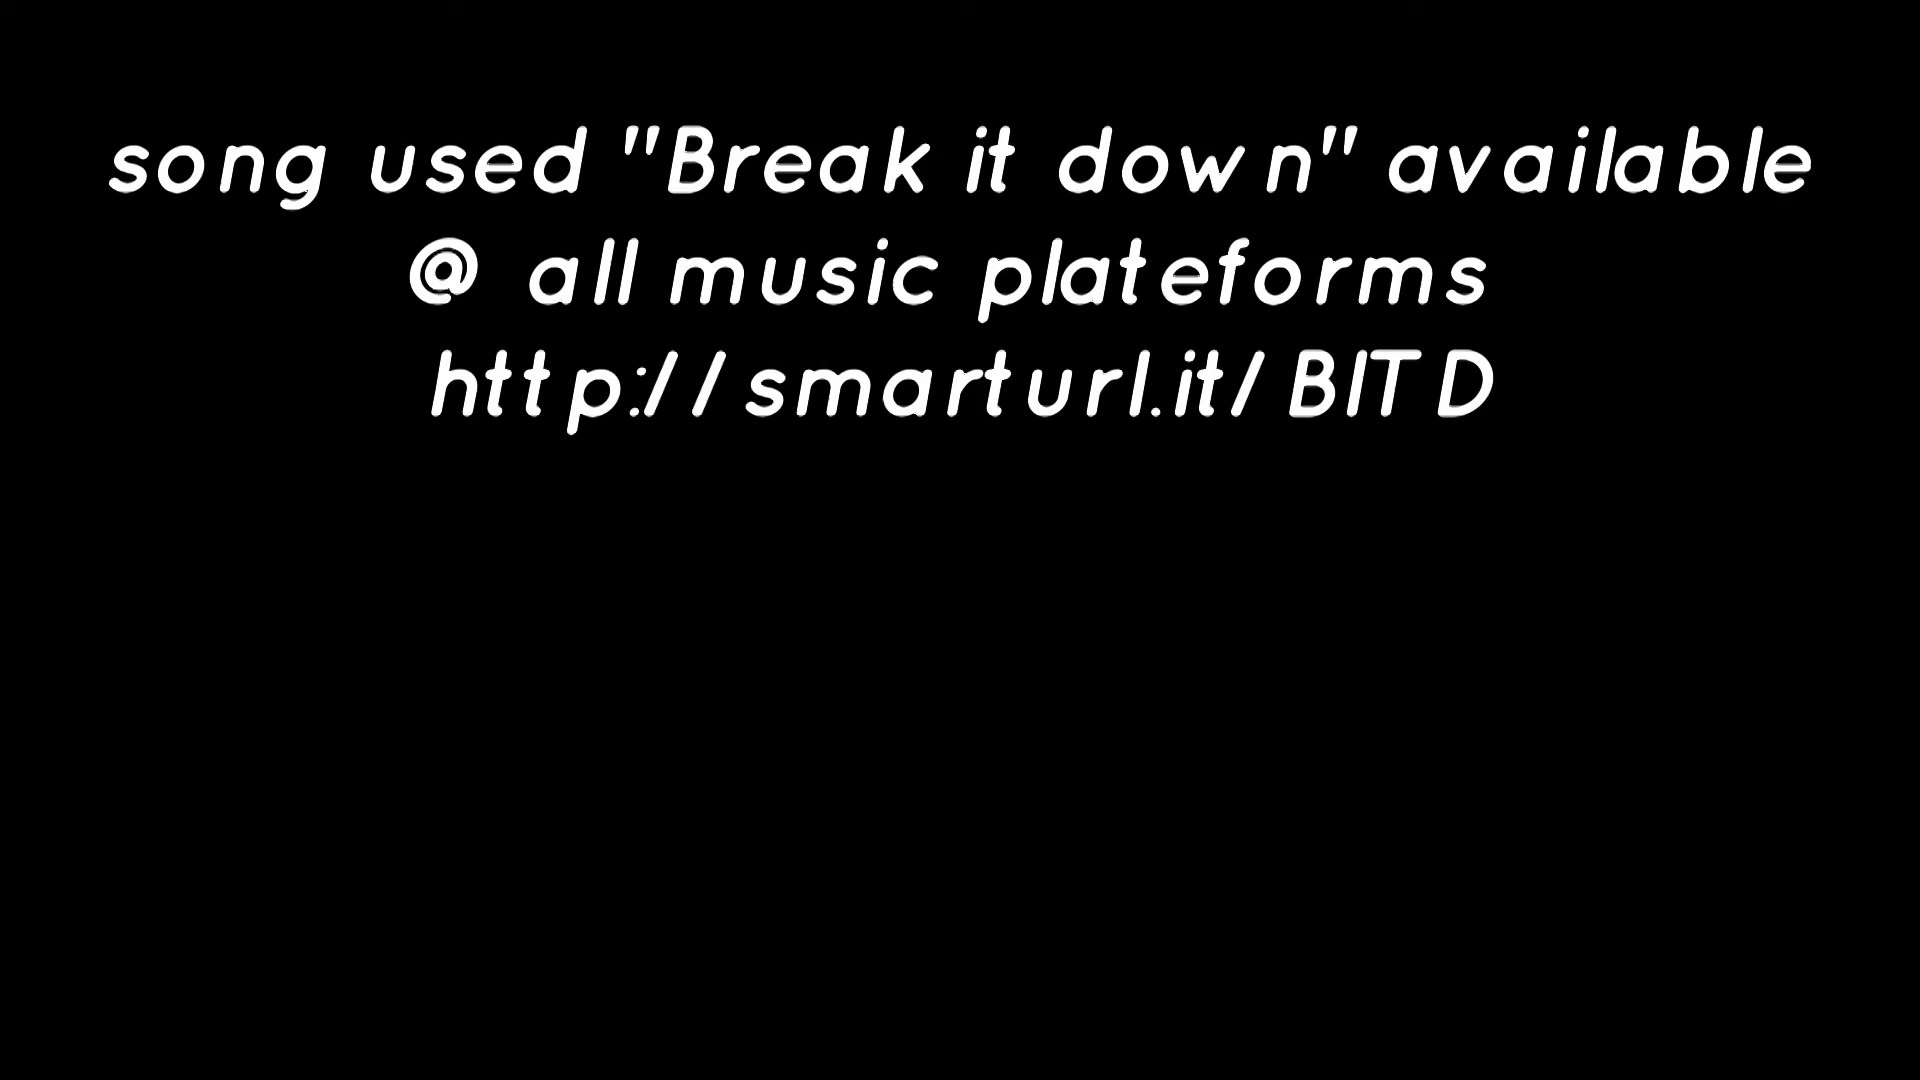 song used "Break it down" available
@ all music plateforms
http://smarturl.it/BITD